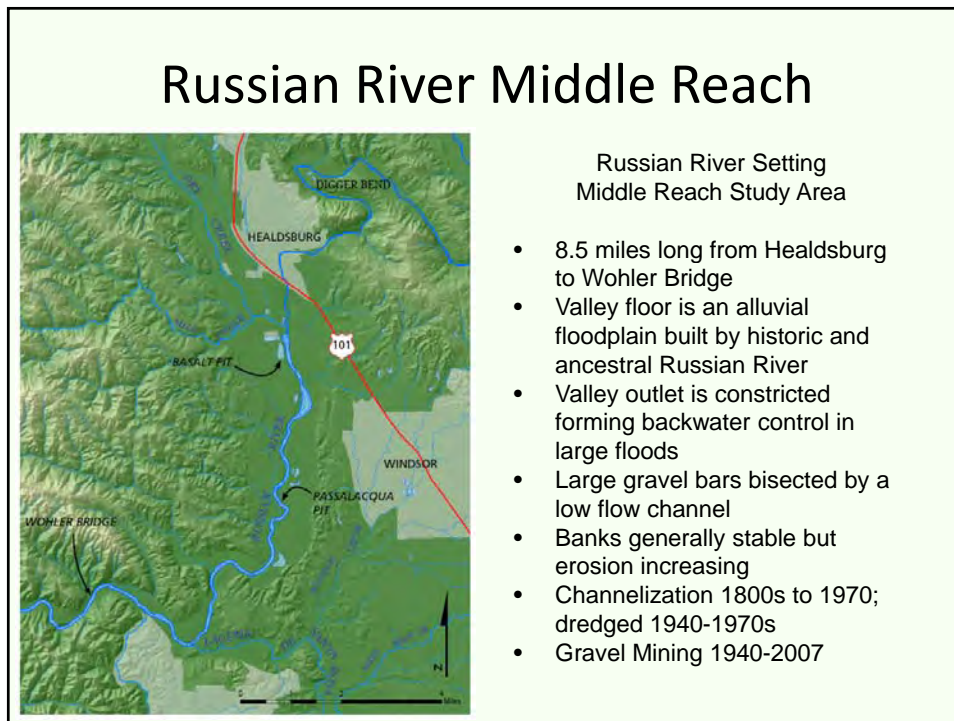 Russian River Middle Reach
DIGGER BEND
HEALDSBURG
CREEK
BASALT PIT
101
RIVER
WINDSOR
PASSALACQUA
PIT
RUSSIAN
WOHLER BRIDGE
N
Miles
Russian River Setting
Middle Reach Study Area
• 8.5 miles long from Healdsburg
to Wohler Bridge
• Valley floor is an alluvial
floodplain built by historic and
ancestral Russian River
• Valley outlet is constricted
forming backwater control in
large floods
• Large gravel bars bisected by a
low flow channel
• Banks generally stable but
erosion increasing
• Channelization 1800s to 1970;
dredged 1940-1970s
• Gravel Mining 1940-2007